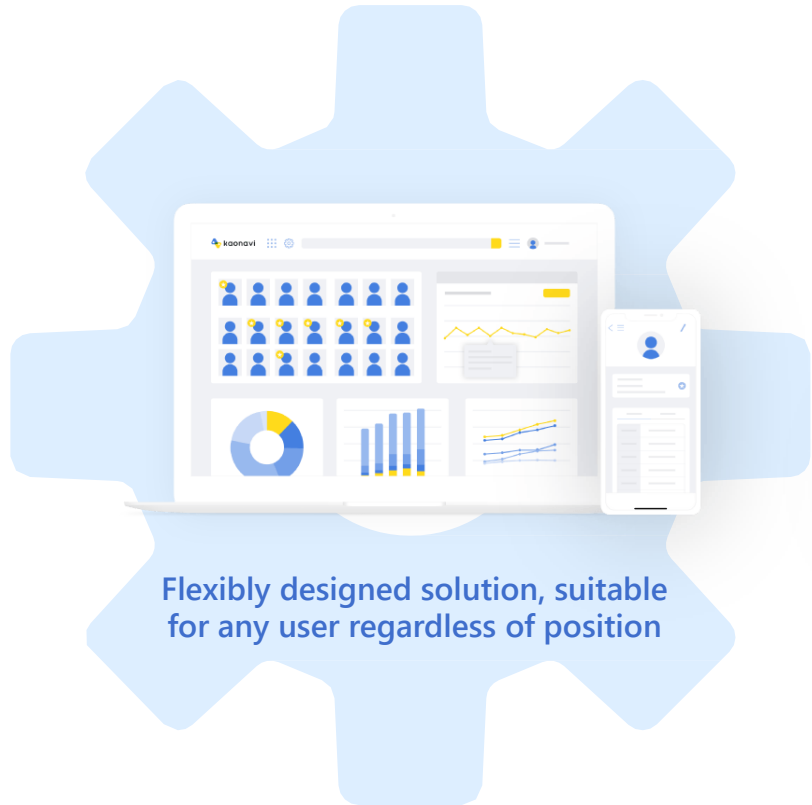 kaonavi
Flexibly designed solution, suitable
for any user regardless of position